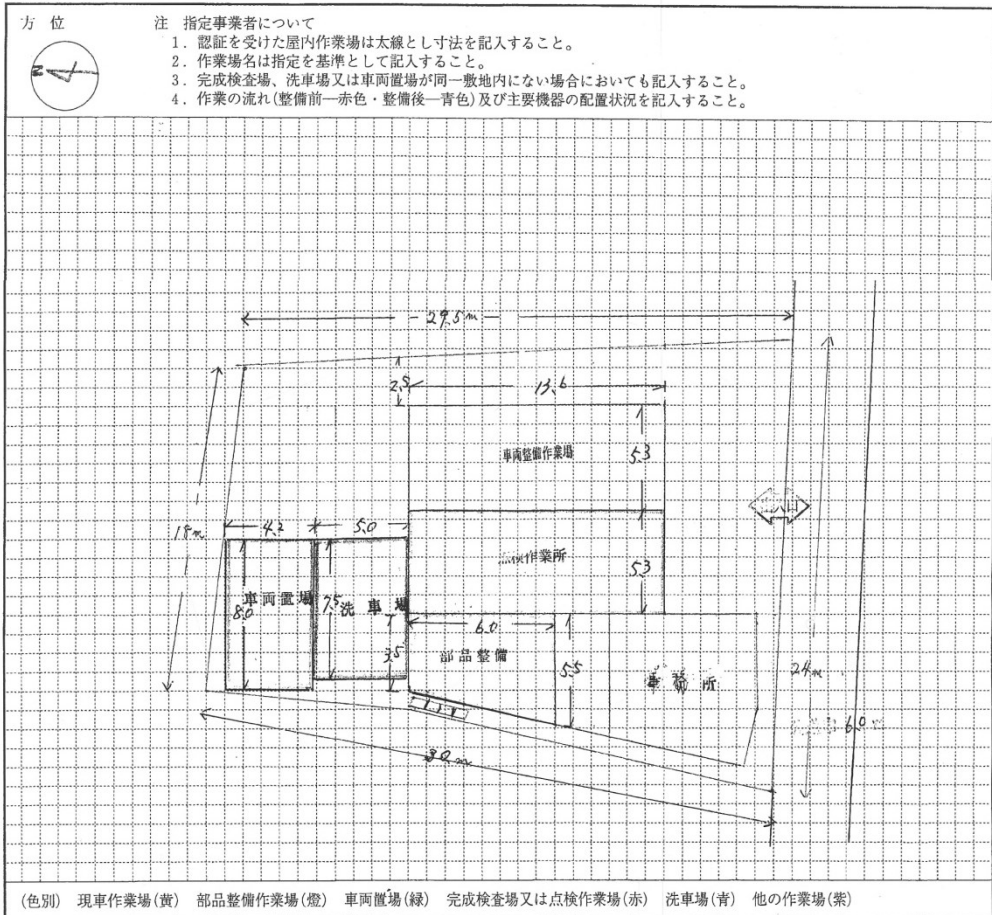 方 位
N
注 指定事業者について
1. 認証を受けた屋内作業場は太線とし寸法を記入すること。
2. 作業場名は指定を基準として記入すること。
3. 完成検査場、洗車場又は車両置場が同一敷地内にない場合においても記入すること。
4. 作業の流れ(整備前―赤色・整備後―青色)及び主要機器の配置状況を記入すること。
29.5m
2.5
13.6
車両整備作業場
5.3
18m
4.2
5.0
点検作業所
5.3
車両置場
8.0
7.5
洗車場
3.5
6.0
部品整備
5.5
事務所
24m
6.0
30m
(色別) 現車作業場(黄) 部品整備作業場(燈) 車両置場(緑) 完成検査場又は点検作業場(赤) 洗車場(青) 他の作業場(紫)